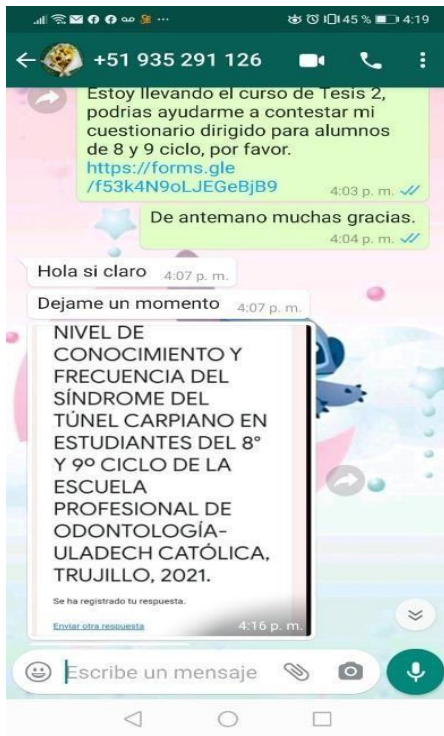 45 % 4:19
+51 935 291 126
Estoy llevando el curso de Tesis 2,
podrias ayudarme a contestar mi
cuestionario dirigido para alumnos
de 8 y 9 ciclo, por favor.
https://forms.gle
/f53k4N9oLJEGeBjB9 4:03 p. m.
De antemano muchas gracias.
4:04 p. m.
Hola si claro 4:07 p. m.
Dejame un momento 4:07 p. m.
NIVEL DE
CONOCIMIENTO Y
FRECUENCIA DEL
SÍNDROME DEL
TÚNEL CARPIANO EN
ESTUDIANTES DEL 8°
Y 9º CICLO DE LA
ESCUELA
PROFESIONAL DE
ODONTOLOGÍA-
ULADECH CATÓLICA,
TRUJILLO, 2021.
Se ha registrado tu respuesta.
Enviar otra respuesta 4:16 p. m.
Escribe un mensaje